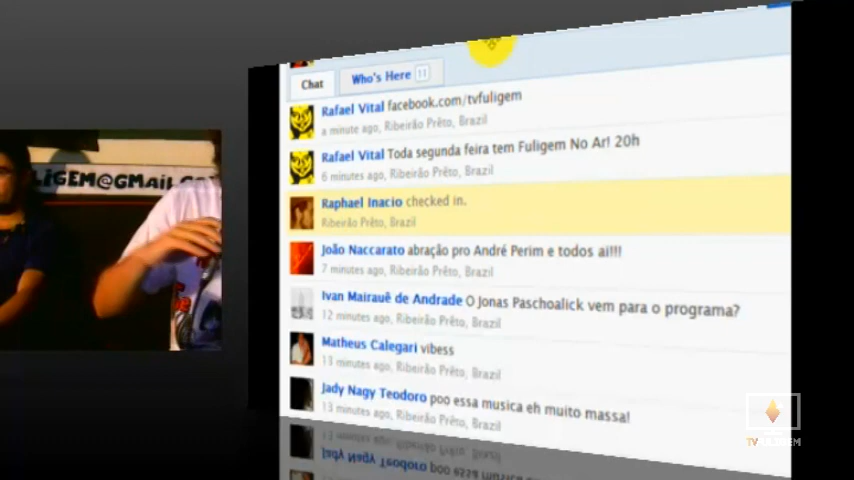 Chat
Who's Here 11
Rafael Vital facebook.com/tvfuligem
a minute ago, Ribeirão Prêto, Brazil
Rafael Vital Toda segunda feira tem Fuligem No Ar! 20h
6 minutes ago, Ribeirão Prêto, Brazil
Raphael Inacio checked in.
Ribeirão Prêto, Brazil
João Naccarato abração pro André Perim e todos ai!!!
7 minutes ago, Ribeirão Prêto, Brazil
Ivan Mairauê de Andrade O Jonas Paschoalick vem para o programa?
12 minutes ago, Ribeirão Prêto, Brazil
Matheus Calegari vibess
13 minutes ago, Ribeirão Prêto, Brazil
Jady Nagy Teodoro poo essa musica eh muito massa!
13 minutes ago, Ribeirão Prêto, Brazil
TVFULIGEM